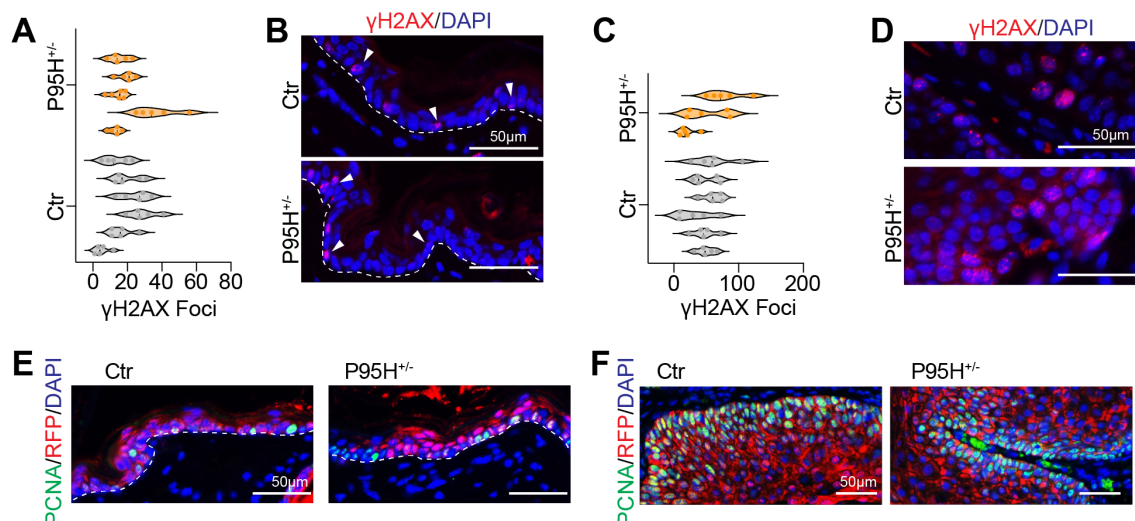 A
P95H+/-
Ctr
0 20 40 60 80
γH2AX Foci
B
γH2AX/DAPI
Ctr
50µm
P95H+/-
C
P95H+/-
Ctr
0 100 200
γH2AX Foci
D
γH2AX/DAPI
Ctr
50µm
P95H+/-
E
PCNA/RFP/DAPI
Ctr
50µm
P95H+/-
F
PCNA/RFP/DAPI
Ctr
50µm
P95H+/-